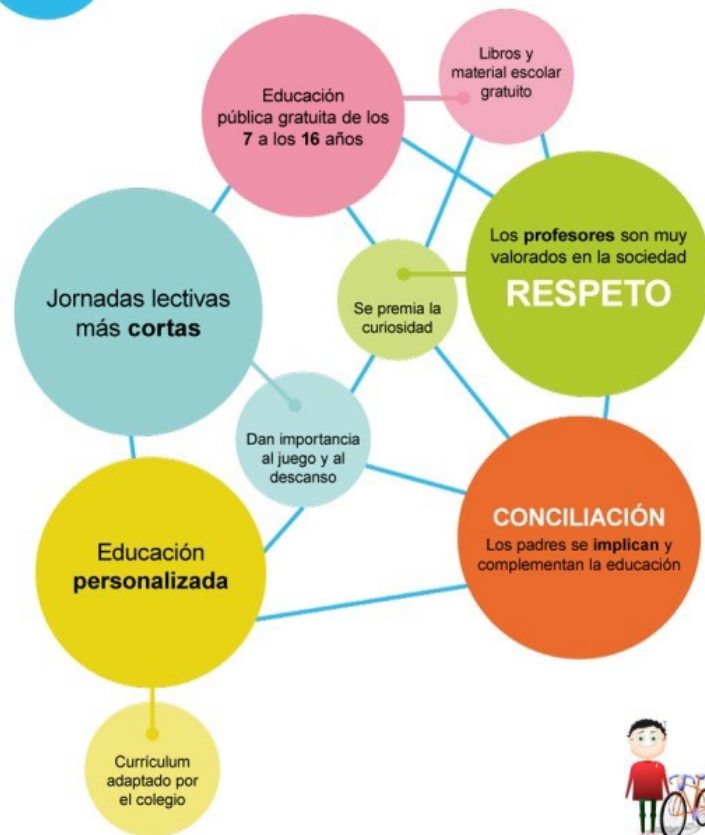 Libros y
material escolar
gratuito
Educación
pública gratuita de los
7 a los 16 años
Los profesores son muy
valorados en la sociedad
RESPETO
Jornadas lectivas
más cortas
Se premia la
curiosidad
Dan importancia
al juego y al
descanso
CONCILIACIÓN
Los padres se implican y
complementan la educación
Educación
personalizada
Currículum
adaptado por
el colegio